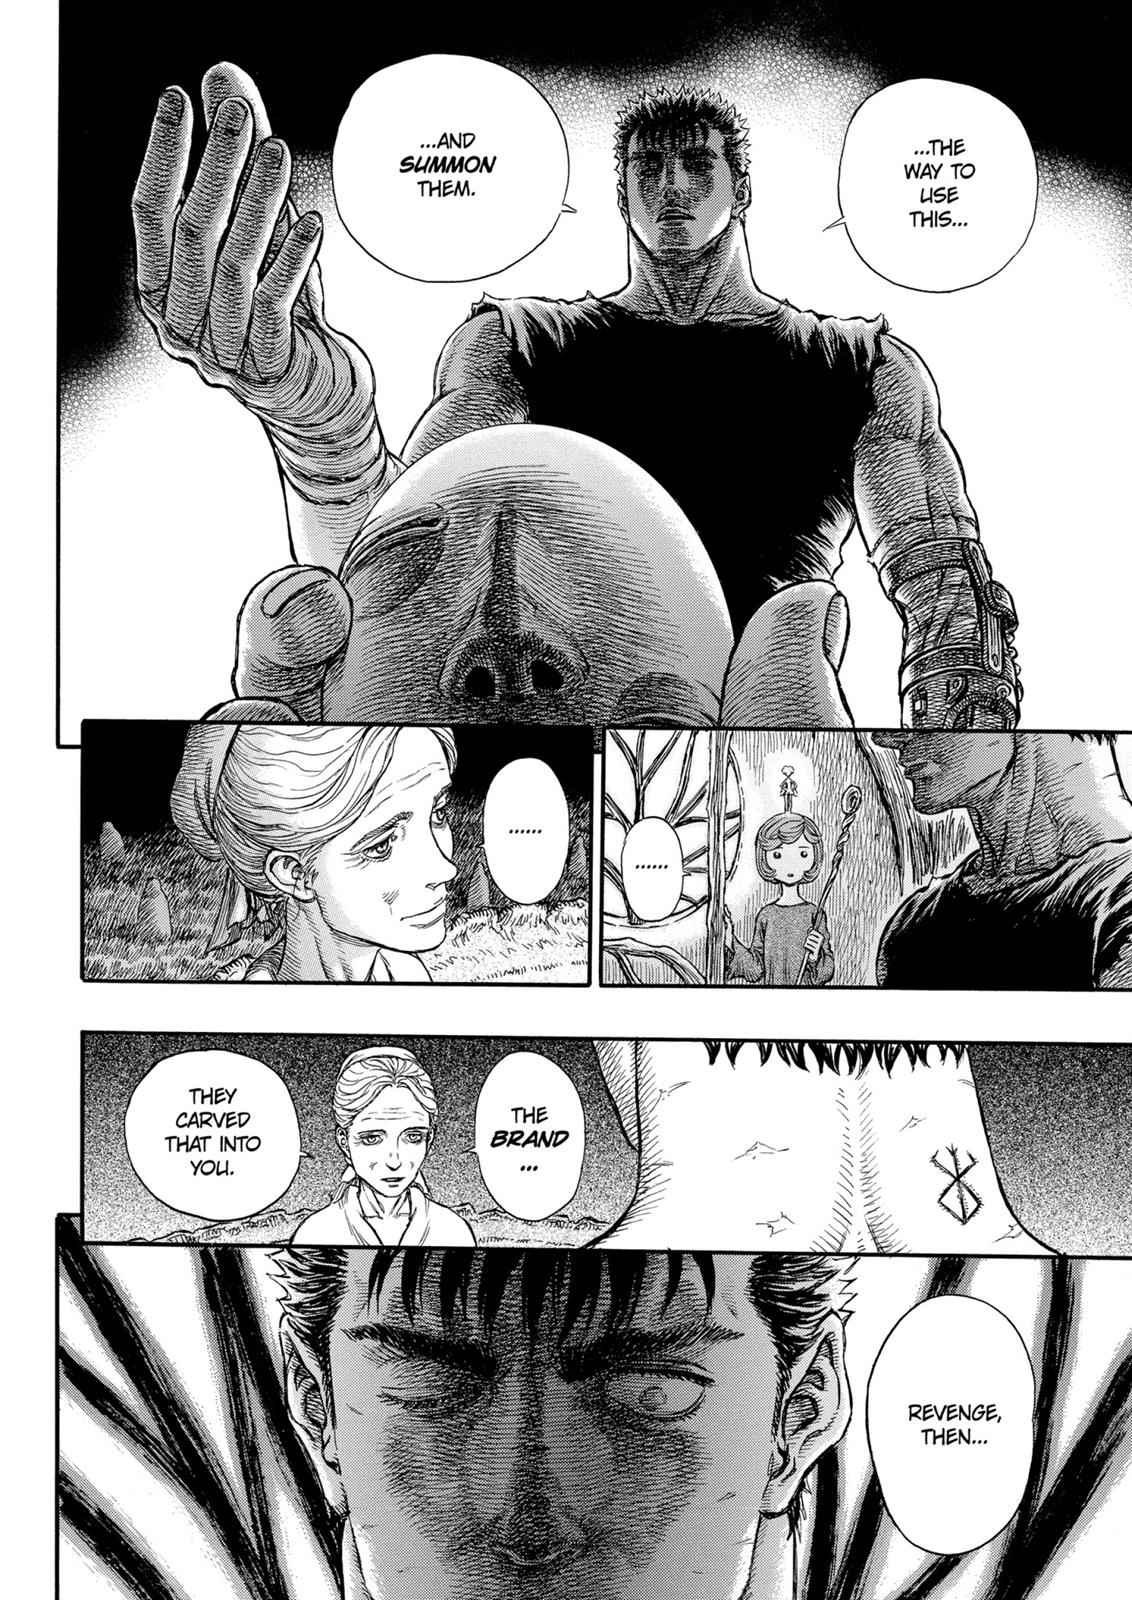 ...THE
WAY TO
USE
THIS...
...AND
SUMMON
THEM.
......
......
THE
BRAND
...
THEY
CARVED
THAT INTO
YOU.
REVENGE,
THEN...